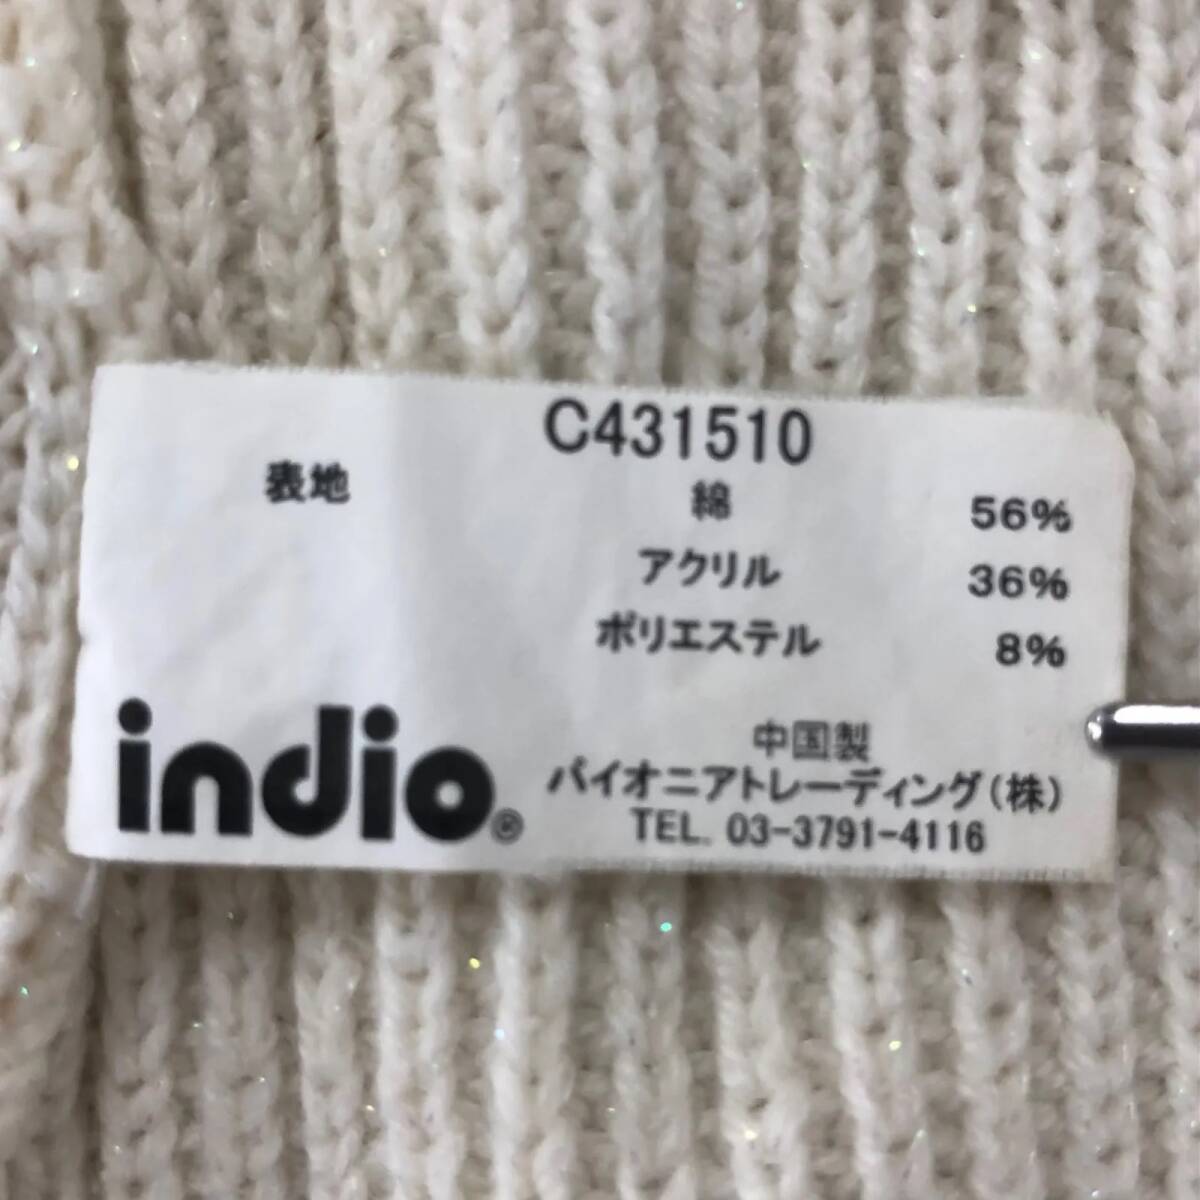 C431510
表地 綿 56%
アクリル 36%
ポリエステル 8%
indio®
中国製
パイオニアトレーディング(株)
TEL. 03-3791-4116